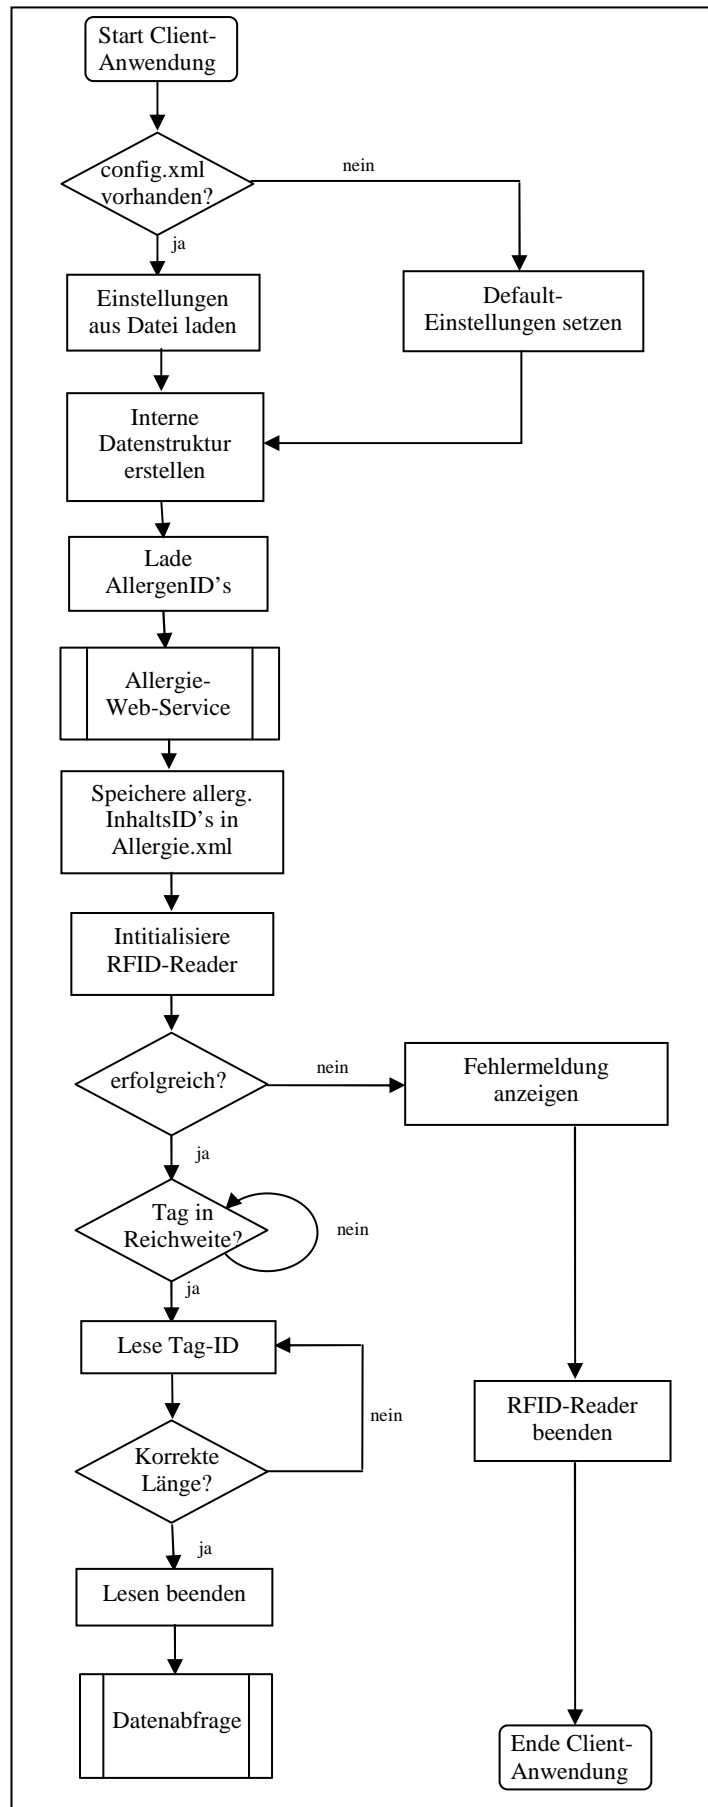 Start Client-
Anwendung
config.xml
vorhanden?
nein
ja
Einstellungen
aus Datei laden
Default-
Einstellungen setzen
Interne
Datenstruktur
erstellen
Lade
AllergenID’s
Allergie-
Web-Service
Speichere allerg.
InhaltsID’s in
Allergie.xml
Intitialisiere
RFID-Reader
erfolgreich?
nein
Fehlermeldung
anzeigen
ja
Tag in
Reichweite?
nein
ja
Lese Tag-ID
nein
Korrekte
Länge?
RFID-Reader
beenden
ja
Lesen beenden
Datenabfrage
Ende Client-
Anwendung